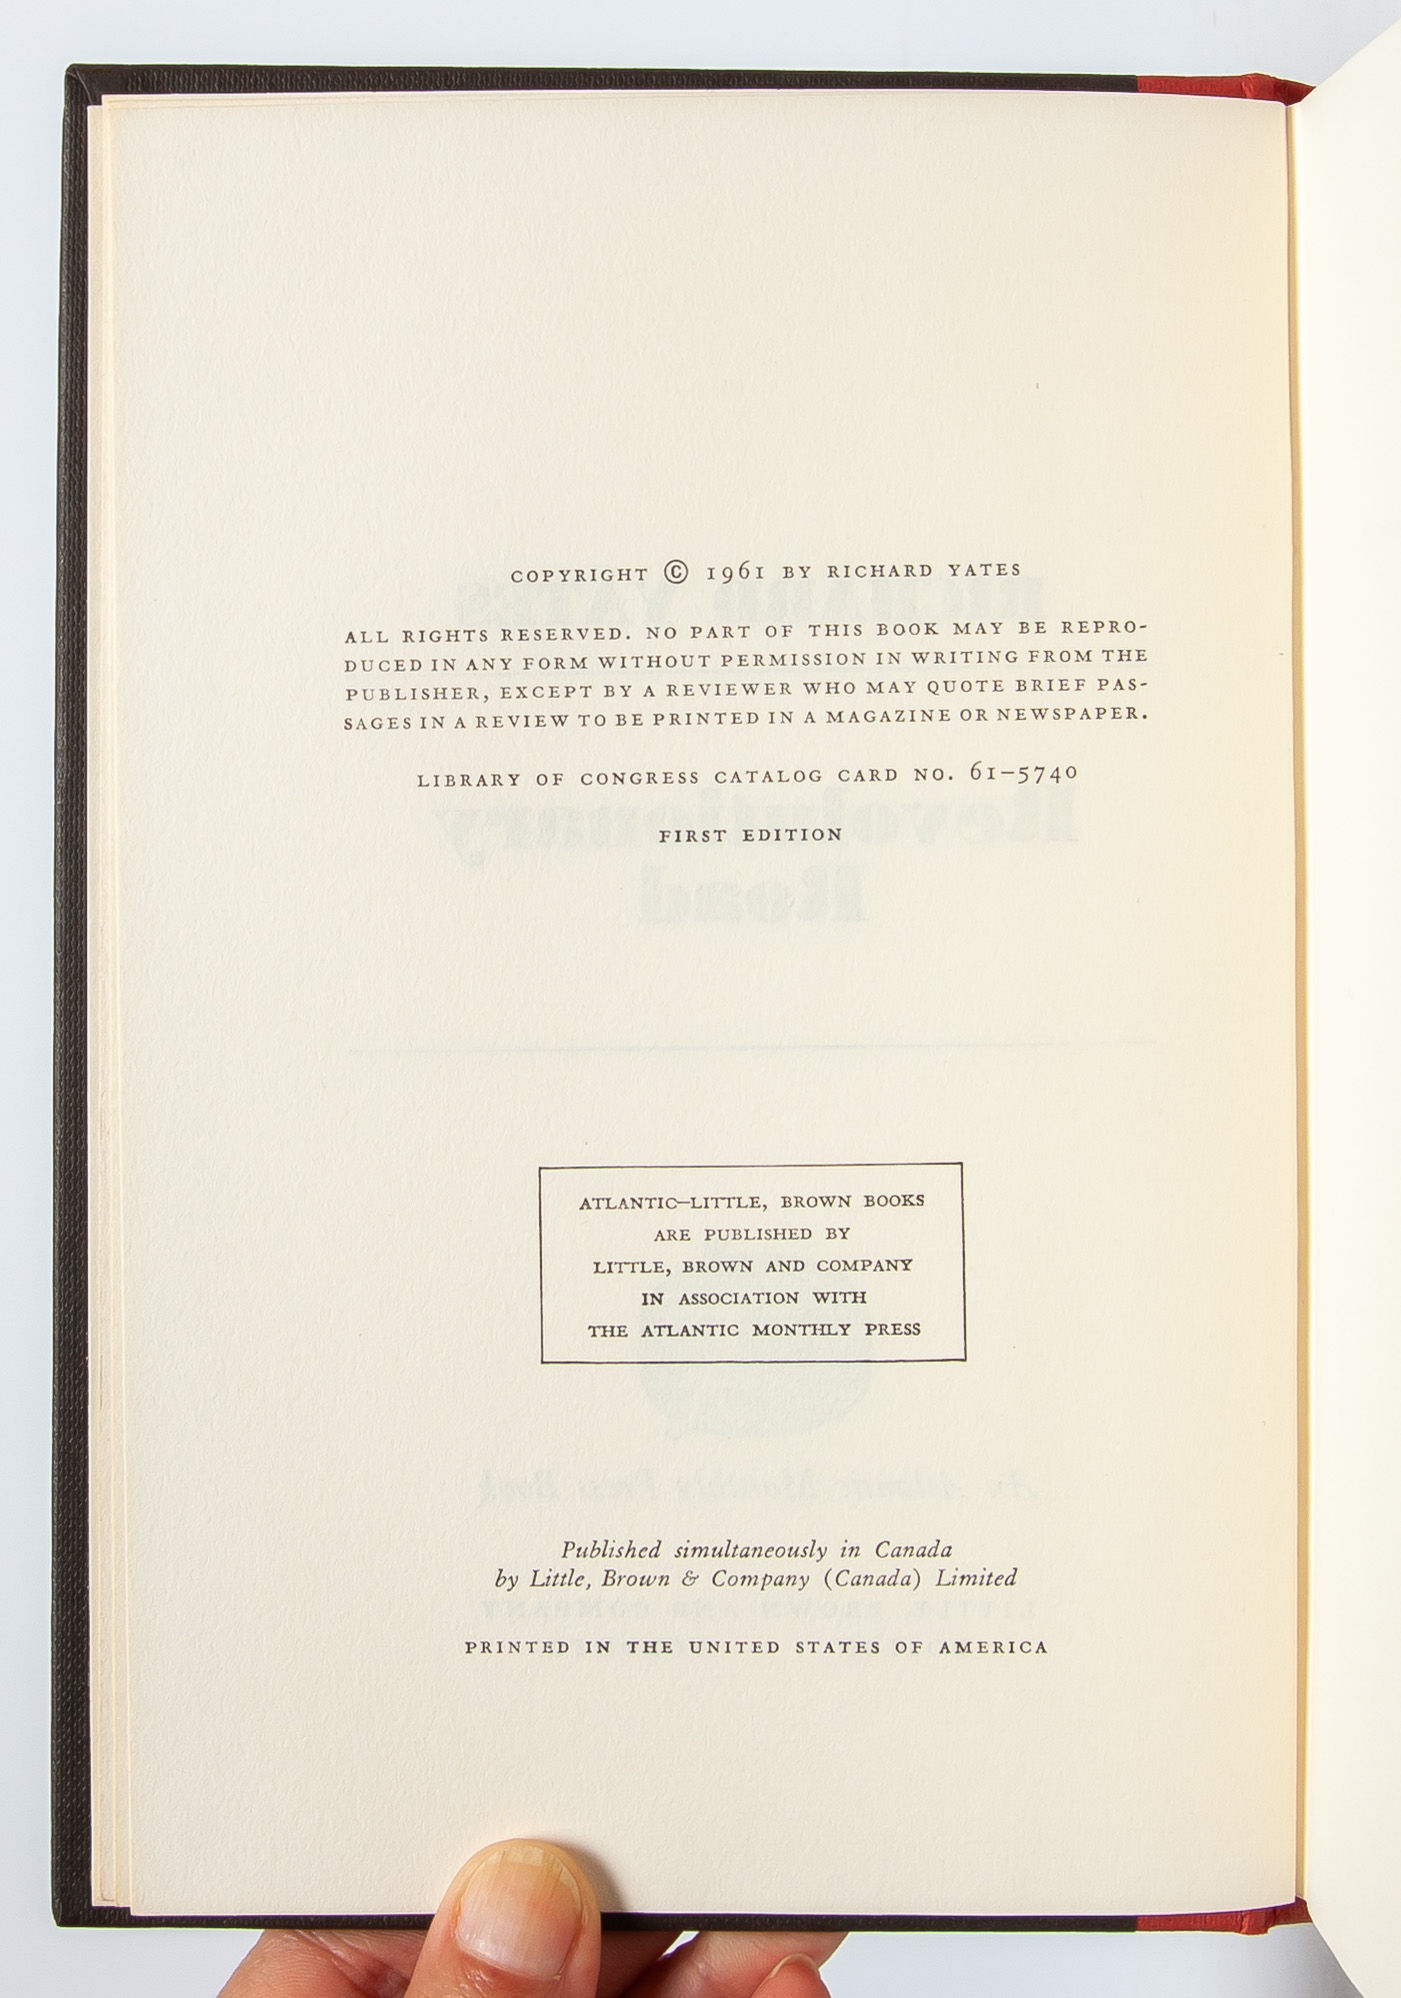 COPYRIGHT © 1961 BY RICHARD YATES
ALL RIGHTS RESERVED. NO PART OF THIS BOOK MAY BE REPRO-
DUCED IN ANY FORM WITHOUT PERMISSION IN WRITING FROM THE
PUBLISHER, EXCEPT BY A REVIEWER WHO MAY QUOTE BRIEF PAS-
SAGES IN A REVIEW TO BE PRINTED IN A MAGAZINE OR NEWSPAPER.
LIBRARY OF CONGRESS CATALOG CARD NO. 61–5740
FIRST EDITION
ATLANTIC–LITTLE, BROWN BOOKS
ARE PUBLISHED BY
LITTLE, BROWN AND COMPANY
IN ASSOCIATION WITH
THE ATLANTIC MONTHLY PRESS
Published simultaneously in Canada
by Little, Brown & Company (Canada) Limited
PRINTED IN THE UNITED STATES OF AMERICA